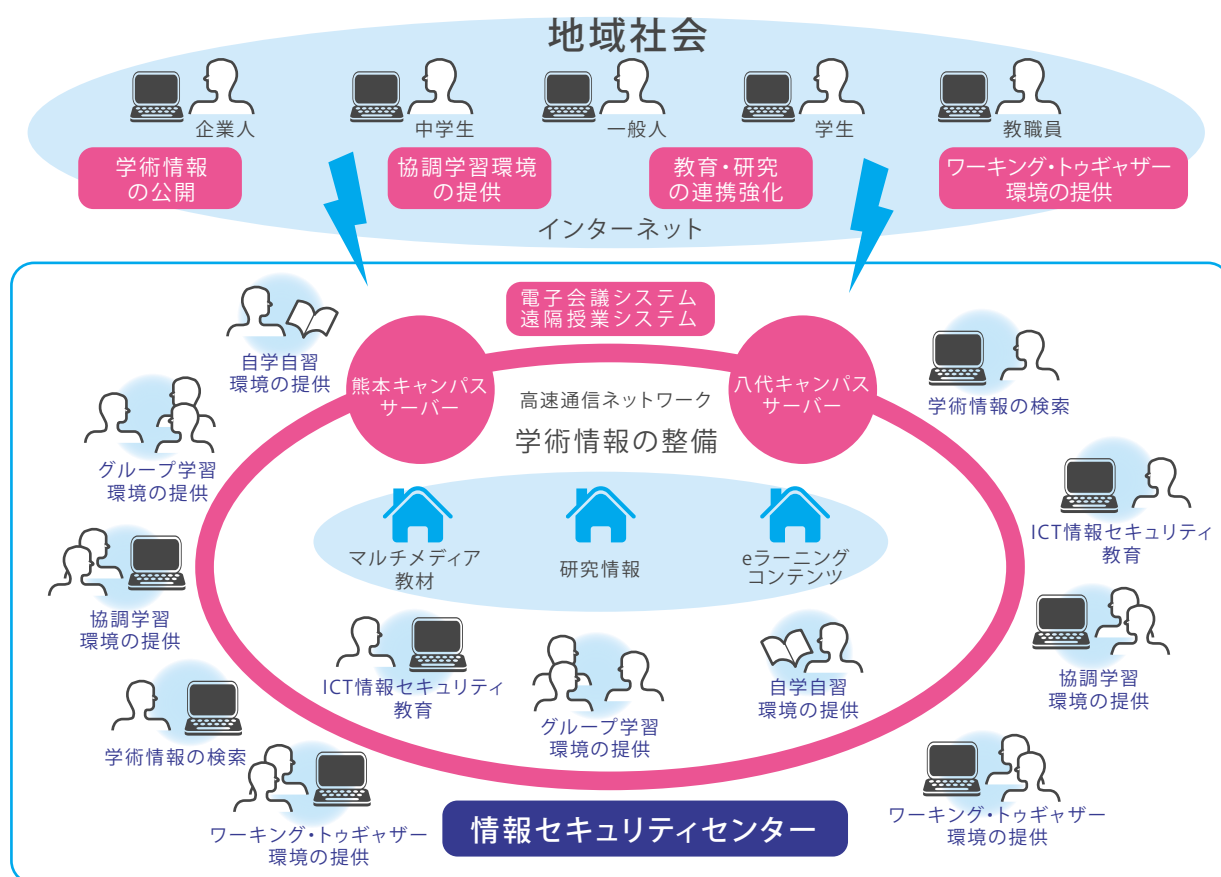 地域社会
企業人
中学生
一般人
学生
教職員
学術情報
の公開
協調学習環境
の提供
教育・研究
の連携強化
ワーキング・トゥギャザー
環境の提供
インターネット
電子会議システム
遠隔授業システム
自学自習
環境の提供
熊本キャンパス
サーバー
八代キャンパス
サーバー
高速通信ネットワーク
学術情報の整備
学術情報の検索
グループ学習
環境の提供
ICT情報セキュリティ
教育
マルチメディア
教材
研究情報
eラーニング
コンテンツ
協調学習
環境の提供
ICT情報セキュリティ
教育
グループ学習
環境の提供
自学自習
環境の提供
協調学習
環境の提供
学術情報の検索
ワーキング・トゥギャザー
環境の提供
情報セキュリティセンター
ワーキング・トゥギャザー
環境の提供